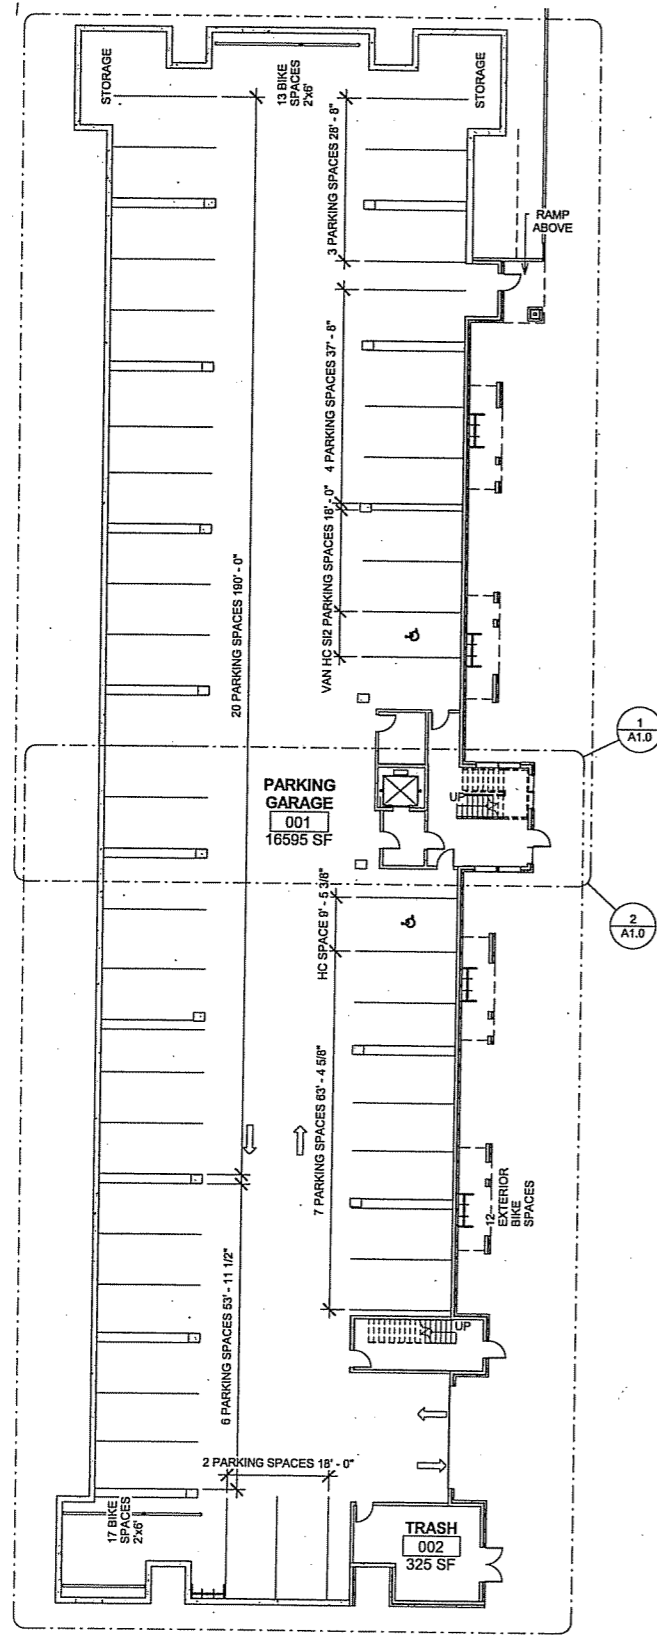 STORAGE
13 BIKE
SPACES
2'x6'
STORAGE
3 PARKING SPACES 28' - 8"
RAMP
ABOVE
4 PARKING SPACES 37' - 8"
20 PARKING SPACES 190' - 0"
VAN HC SI2 PARKING SPACES 18' - 0"
1
A1.0
PARKING
GARAGE
001
16595 SF
UP
HC SPACE 9' - 5 3/8"
2
A1.0
7 PARKING SPACES 63' - 4 5/8"
12
EXTERIOR
BIKE
SPACES
6 PARKING SPACES 53' - 11 1/2"
UP
2 PARKING SPACES 18' - 0"
17 BIKE
SPACES
2'x6'
TRASH
002
325 SF